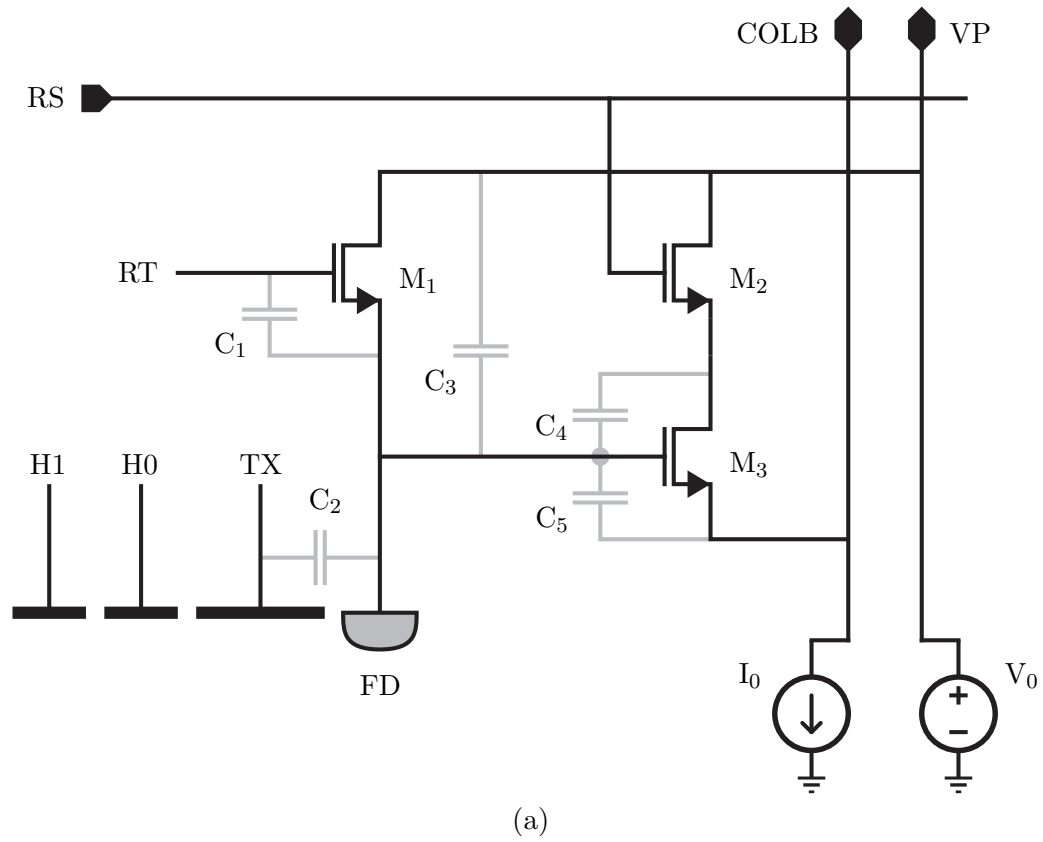 COLB VP
RS
RT M1 M2
C1
C3
C4
H1 H0 TX M3
C2
C5
FD
I0 V0
+
−
(a)